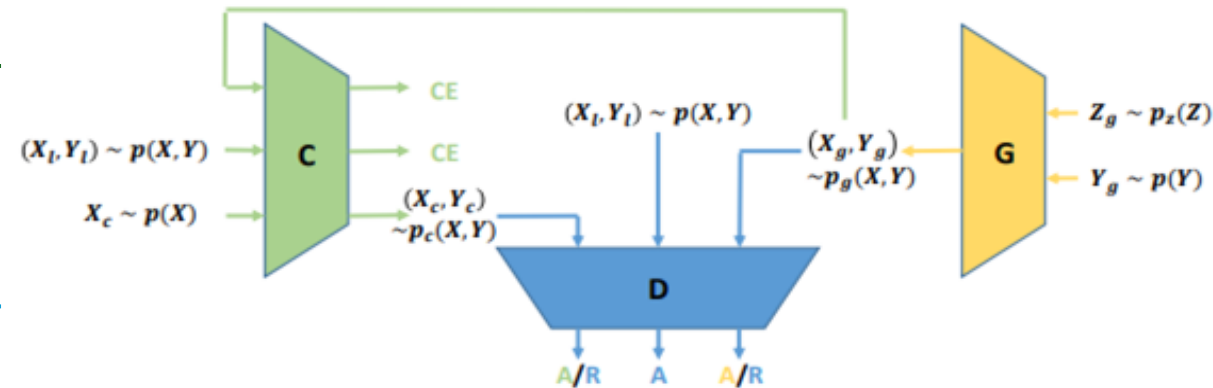 CE
Z_g ~ p_z(Z)
(X_l, Y_l) ~ p(X, Y)
(X_l, Y_l) ~ p(X, Y)
C
CE
(X_g, Y_g)
~p_g(X, Y)
G
Y_g ~ p(Y)
X_c ~ p(X)
(X_c, Y_c)
~p_c(X, Y)
D
A/R
A
A/R